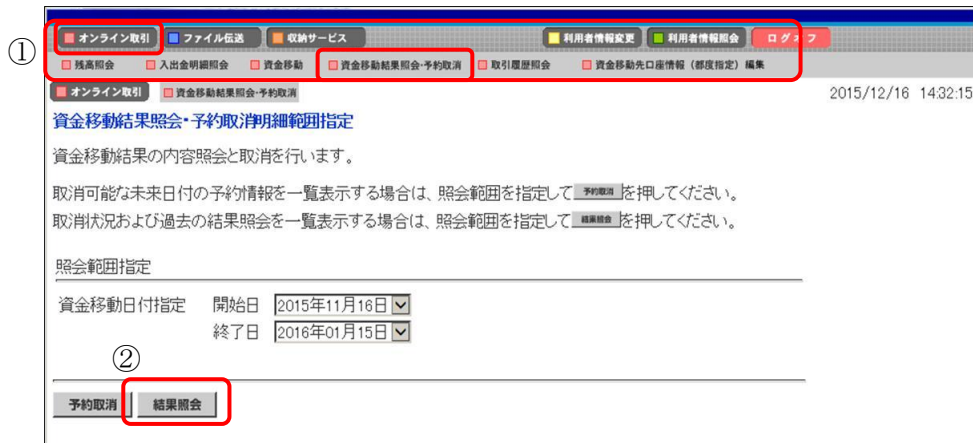 ①
オンライン取引 ファイル伝送 収納サービス 利用者情報変更 利用者情報照会 ログオフ
残高照会 入出金明細照会 資金移動 資金移動結果照会・予約取消 取引履歴照会 資金移動先口座情報（都度指定）編集
オンライン取引 資金移動結果照会・予約取消 2015/12/16 14:32:15
資金移動結果照会・予約取消明細範囲指定
資金移動結果の内容照会と取消を行います。
取消可能な未来日付の予約情報を一覧表示する場合は、照会範囲を指定して 予約取消 を押してください。
取消状況および過去の結果照会を一覧表示する場合は、照会範囲を指定して 結果照会 を押してください。
照会範囲指定
資金移動日付指定 開始日 2015年11月16日
終了日 2016年01月15日
②
予約取消 結果照会